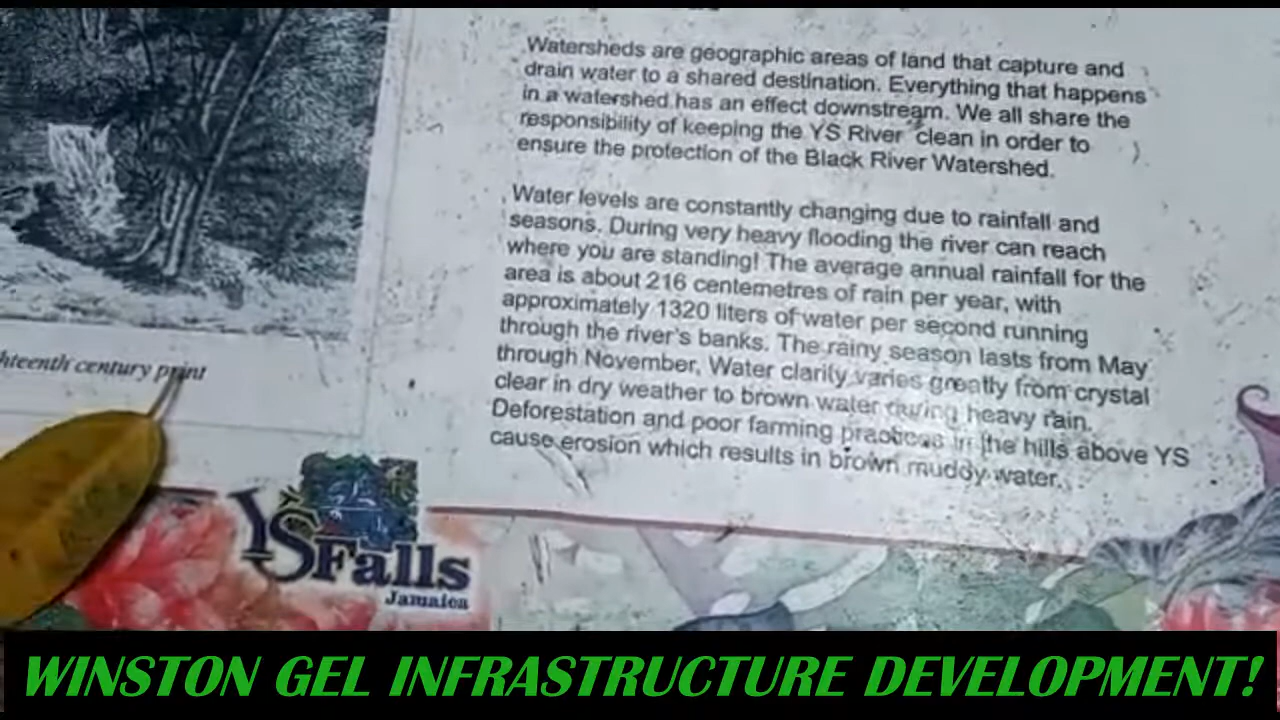 Watersheds are geographic areas of land that capture and
drain water to a shared destination. Everything that happens
in a watershed has an effect downstream. We all share the
responsibility of keeping the YS River clean in order to
ensure the protection of the Black River Watershed.
Water levels are constantly changing due to rainfall and
seasons. During very heavy flooding the river can reach
where you are standing! The average annual rainfall for the
area is about 216 centemetres of rain per year, with
approximately 1320 liters of water per second running
through the river's banks. The rainy season lasts from May
through November. Water clarity varies greatly from crystal
clear in dry weather to brown water during heavy rain.
Deforestation and poor farming practices in the hills above YS
cause erosion which results in brown muddy water.
hteenth century print
YS Falls
Jamaica
WINSTON GEL INFRASTRUCTURE DEVELOPMENT!